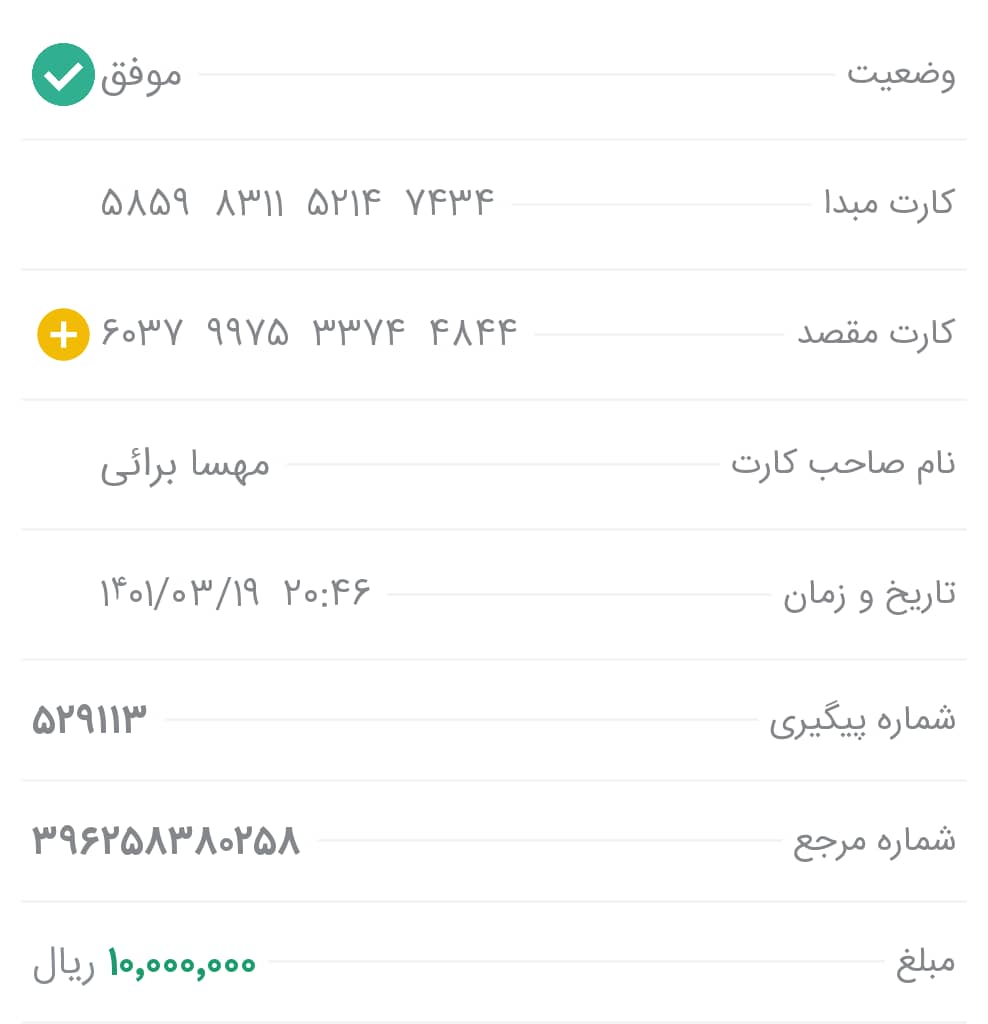 وضعیت موفق
کارت مبدا ۵۸۵۹ ۸۳۱۱ ۵۲۱۴ ۷۴۳۴
کارت مقصد ۶۰۳۷ ۹۹۷۵ ۳۳۷۴ ۴۸۴۴
نام صاحب کارت مهسا برائی
تاریخ و زمان ۱۴۰۱/۰۳/۱۹ ۲۰:۴۶
شماره پیگیری ۵۲۹۱۱۳
شماره مرجع ۳۹۶۲۵۸۳۸۰۲۵۸
مبلغ ۱۰,۰۰۰,۰۰۰ ریال